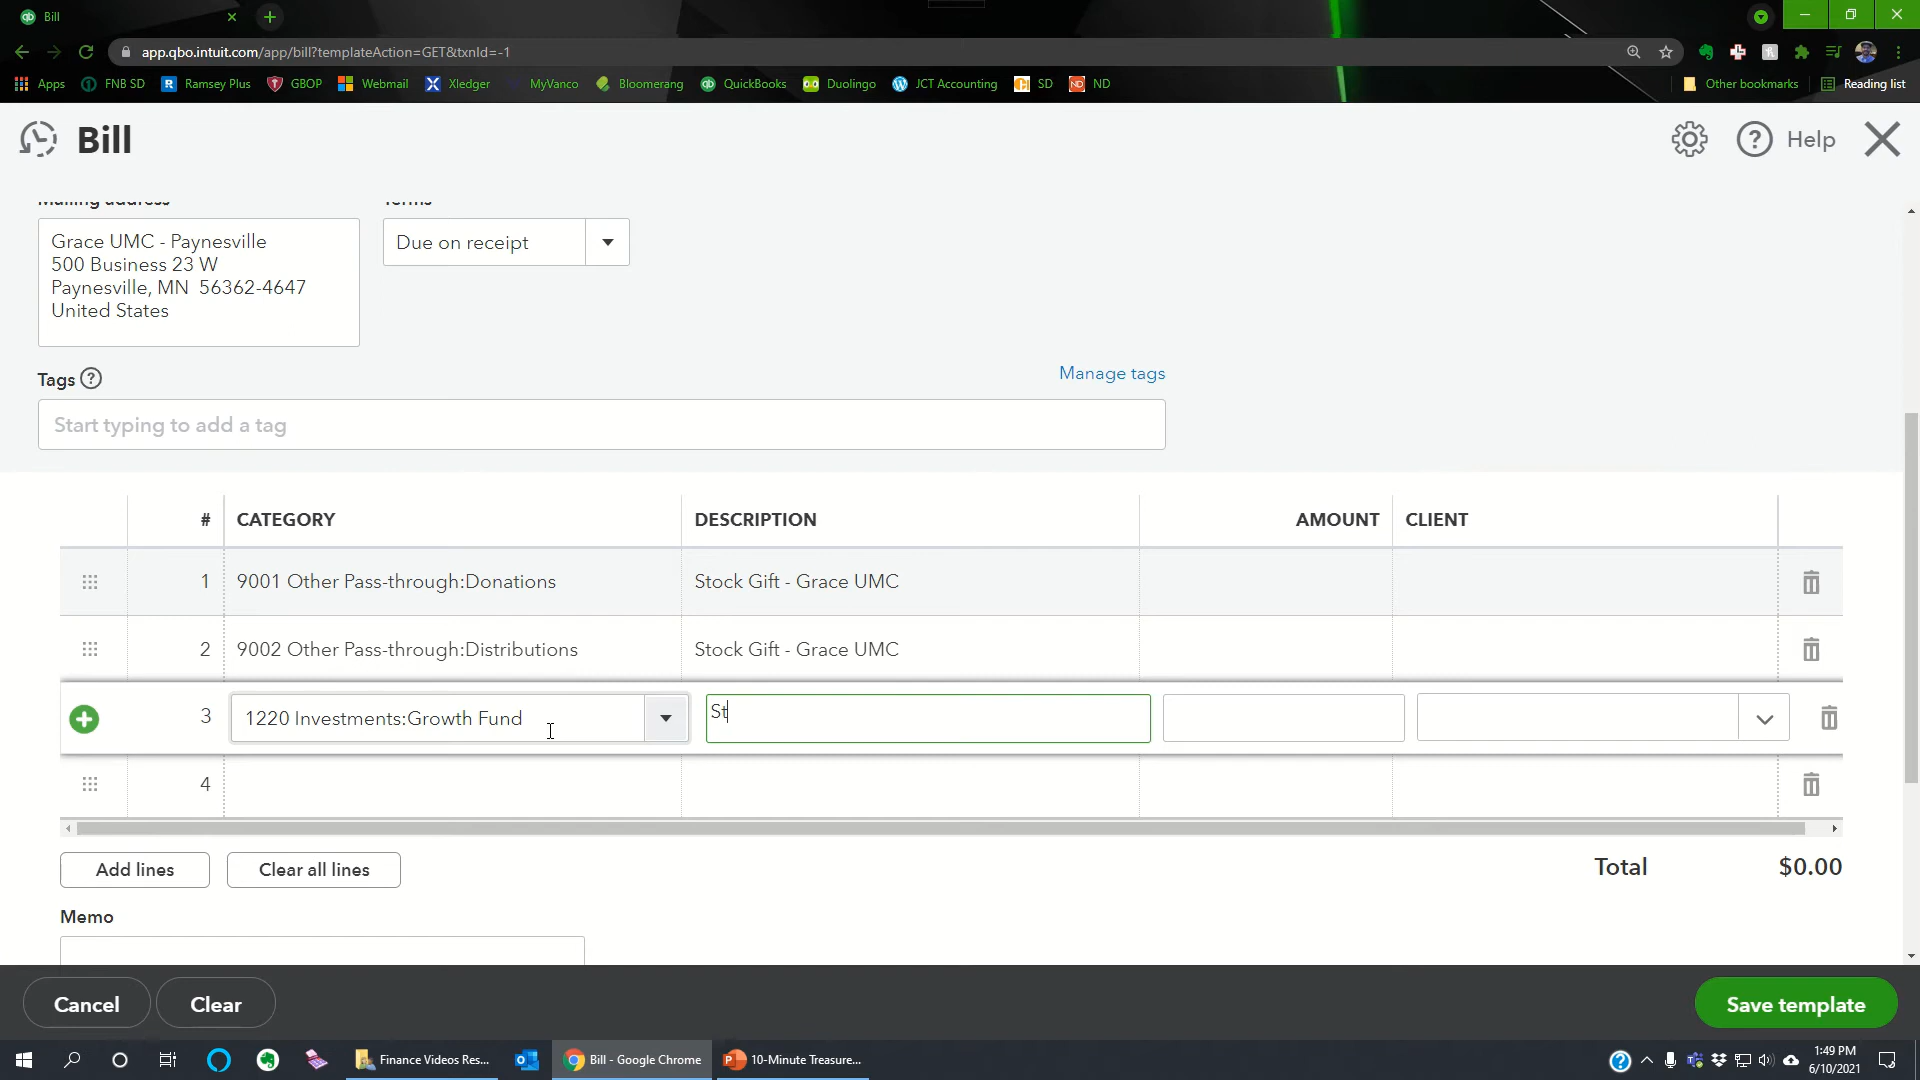 Bill
app.qbo.intuit.com/app/bill?templateAction=GET&txnId=-1
Apps FNB SD Ramsey Plus GBOP Webmail Xledger MyVanco Bloomerang QuickBooks Duolingo JCT Accounting SD ND Other bookmarks Reading list
Bill
Help
Mailing address Terms
Grace UMC - Paynesville
500 Business 23 W
Paynesville, MN 56362-4647
United States
Due on receipt
Tags
Manage tags
Start typing to add a tag
# CATEGORY DESCRIPTION AMOUNT CLIENT
1 9001 Other Pass-through:Donations Stock Gift - Grace UMC
2 9002 Other Pass-through:Distributions Stock Gift - Grace UMC
3 1220 Investments:Growth Fund St
4
Add lines Clear all lines Total $0.00
Memo
Cancel Clear Save template
Finance Videos Res... Bill - Google Chrome 10-Minute Treasure... 1:49 PM
6/10/2021